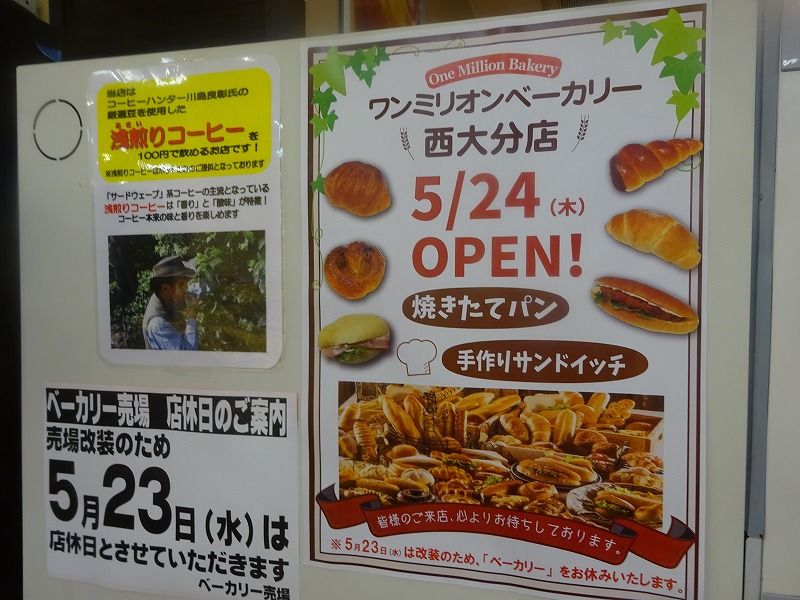 当店は
コーヒーハンター川島良彰氏の
厳選豆を使用した
あさい
浅煎りコーヒーを
100円で飲めるお店です!
「サードウェーブ」系コーヒーの主流となっている
浅煎りコーヒーは「香り」と「酸味」が特徴!
コーヒー本来の味と香りを楽しめます
ベーカリー売場 店休日のご案内
売場改装のため
5月23日(水)は
店休日とさせていただきます
ベーカリー売場
One Million Bakery
ワンミリオンベーカリー
西大分店
5/24(木)
OPEN!
焼きたてパン
手作りサンドイッチ
皆様のご来店、心よりお待ちしております。
※5月23日(水)は改装のため、「ベーカリー」をお休みいたします。